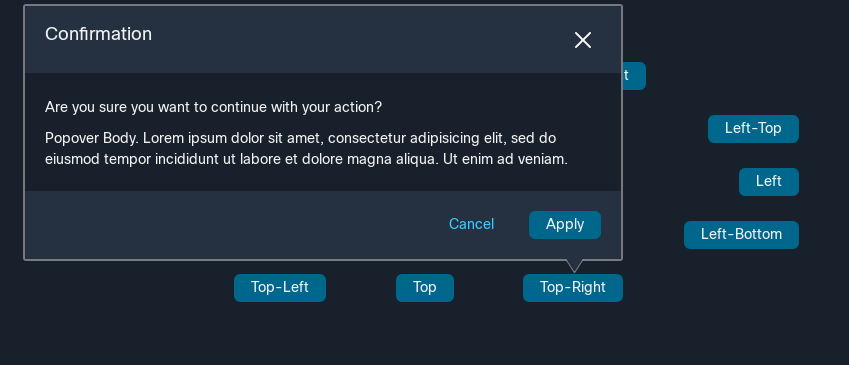 Confirmation
t
Are you sure you want to continue with your action?
Left-Top
Popover Body. Lorem ipsum dolor sit amet, consectetur adipisicing elit, sed do
eiusmod tempor incididunt ut labore et dolore magna aliqua. Ut enim ad veniam.
Left
Cancel
Apply
Left-Bottom
Top-Left
Top
Top-Right